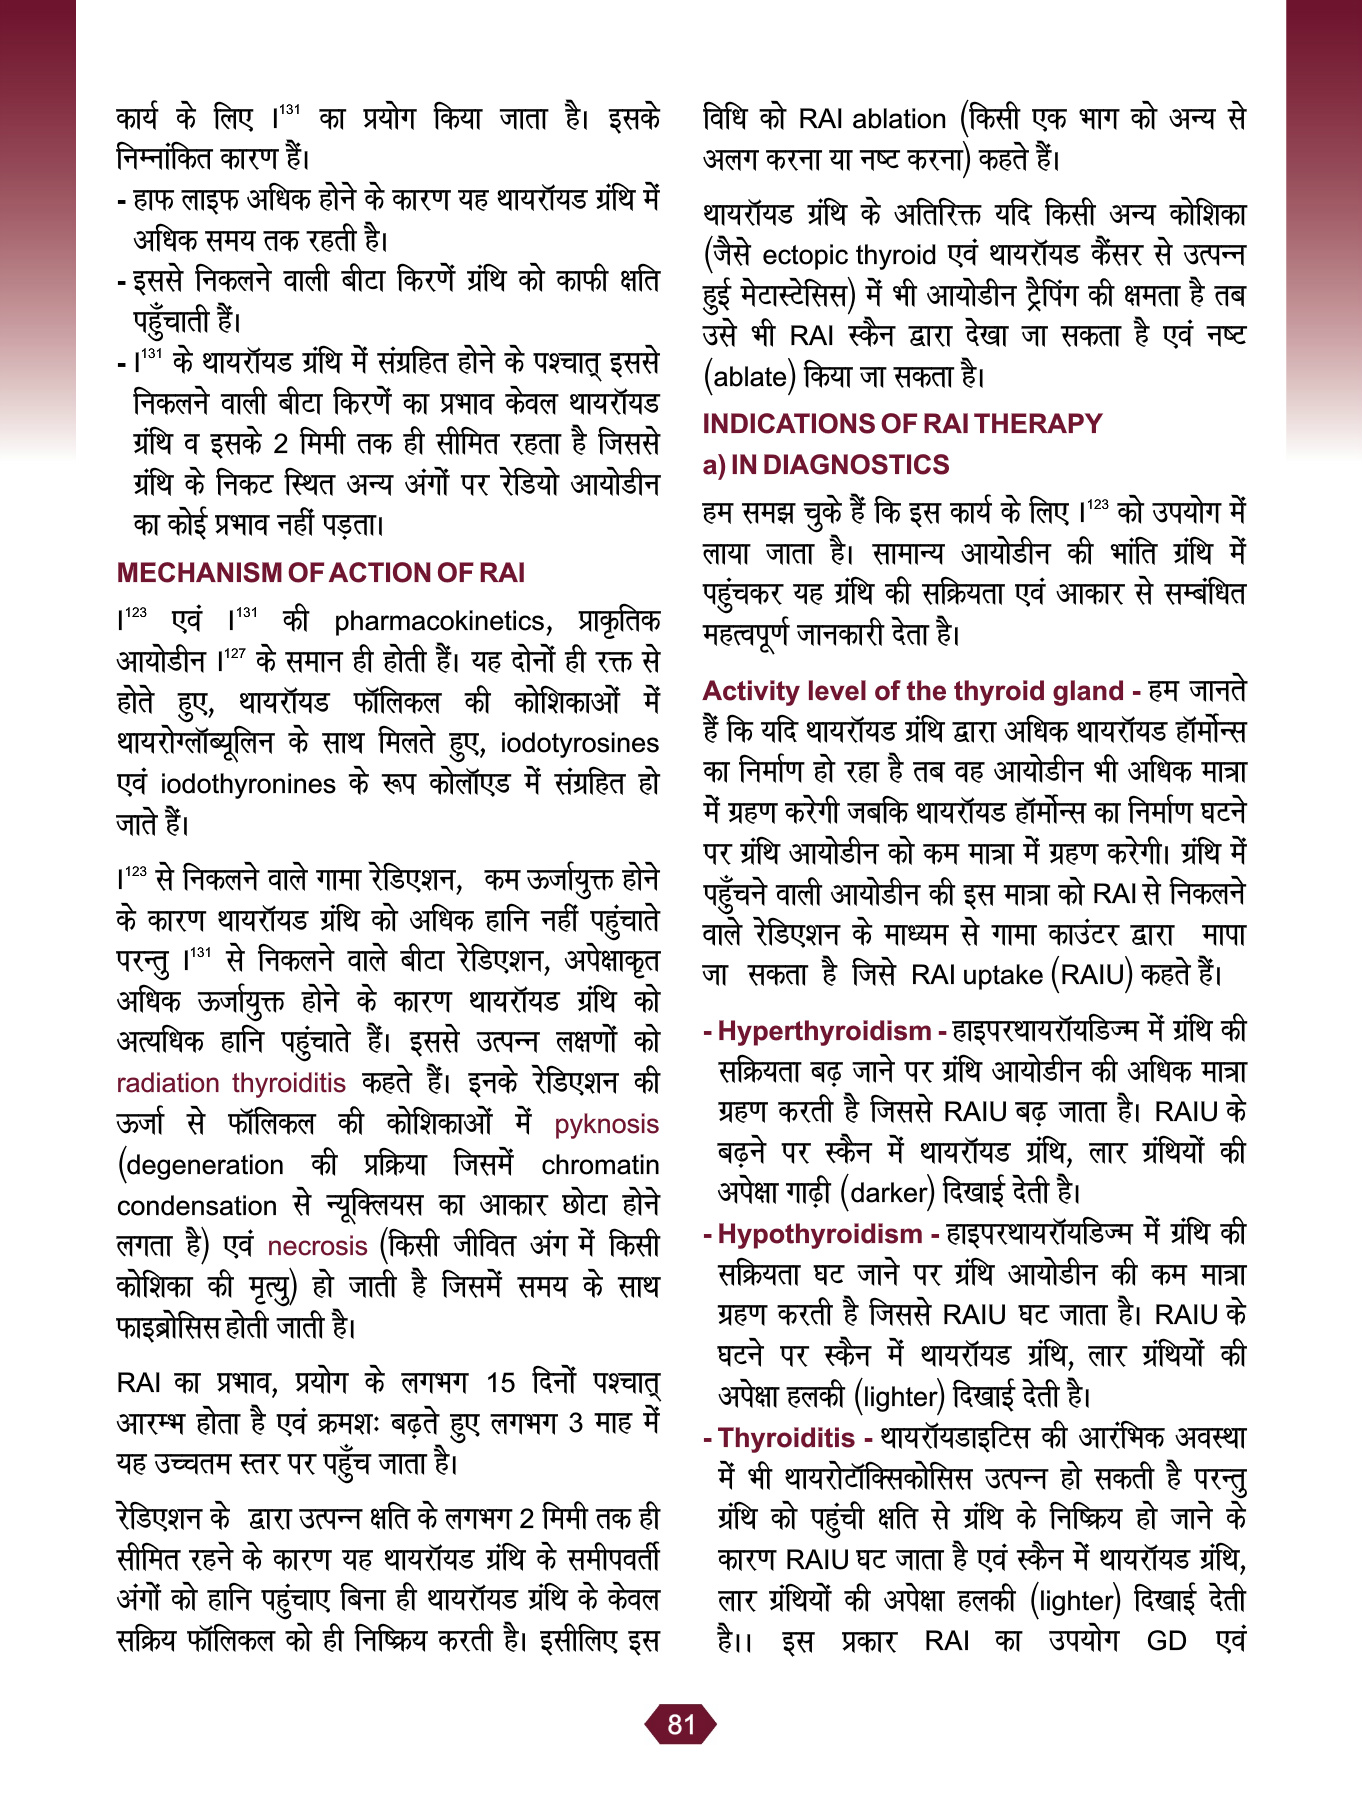 कार्य के लिए I¹³¹ का प्रयोग किया जाता है। इसके
निम्नांकित कारण हैं।
- हाफ लाइफ अधिक होने के कारण यह थायरॉयड ग्रंथि में
अधिक समय तक रहती है।
- इससे निकलने वाली बीटा किरणें ग्रंथि को काफी क्षति
पहुँचाती हैं।
- I¹³¹ के थायरॉयड ग्रंथि में संग्रहित होने के पश्चात् इससे
निकलने वाली बीटा किरणें का प्रभाव केवल थायरॉयड
ग्रंथि व इसके 2 मिमी तक ही सीमित रहता है जिससे
ग्रंथि के निकट स्थित अन्य अंगों पर रेडियो आयोडीन
का कोई प्रभाव नहीं पड़ता।
MECHANISM OF ACTION OF RAI
I¹²³ एवं I¹³¹ की pharmacokinetics, प्राकृतिक
आयोडीन I¹²⁷ के समान ही होती हैं। यह दोनों ही रक्त से
होते हुए, थायरॉयड फॉलिकल की कोशिकाओं में
थायरोग्लॉब्यूलिन के साथ मिलते हुए, iodotyrosines
एवं iodothyronines के रूप कोलॉएड में संग्रहित हो
जाते हैं।
I¹²³ से निकलने वाले गामा रेडिएशन, कम ऊर्जायुक्त होने
के कारण थायरॉयड ग्रंथि को अधिक हानि नहीं पहुंचाते
परन्तु I¹³¹ से निकलने वाले बीटा रेडिएशन, अपेक्षाकृत
अधिक ऊर्जायुक्त होने के कारण थायरॉयड ग्रंथि को
अत्यधिक हानि पहुंचाते हैं। इससे उत्पन्न लक्षणों को
radiation thyroiditis कहते हैं। इनके रेडिएशन की
ऊर्जा से फॉलिकल की कोशिकाओं में pyknosis
(degeneration की प्रक्रिया जिसमें chromatin
condensation से न्यूक्लियस का आकार छोटा होने
लगता है) एवं necrosis (किसी जीवित अंग में किसी
कोशिका की मृत्यु) हो जाती है जिसमें समय के साथ
फाइब्रोसिस होती जाती है।
RAI का प्रभाव, प्रयोग के लगभग 15 दिनों पश्चात्
आरम्भ होता है एवं क्रमशः बढ़ते हुए लगभग 3 माह में
यह उच्चतम स्तर पर पहुँच जाता है।
रेडिएशन के द्वारा उत्पन्न क्षति के लगभग 2 मिमी तक ही
सीमित रहने के कारण यह थायरॉयड ग्रंथि के समीपवर्ती
अंगों को हानि पहुंचाए बिना ही थायरॉयड ग्रंथि के केवल
सक्रिय फॉलिकल को ही निष्क्रिय करती है। इसीलिए इस
विधि को RAI ablation (किसी एक भाग को अन्य से
अलग करना या नष्ट करना) कहते हैं।
थायरॉयड ग्रंथि के अतिरिक्त यदि किसी अन्य कोशिका
(जैसे ectopic thyroid एवं थायरॉयड कैंसर से उत्पन्न
हुई मेटास्टेसिस) में भी आयोडीन ट्रैपिंग की क्षमता है तब
उसे भी RAI स्कैन द्वारा देखा जा सकता है एवं नष्ट
(ablate) किया जा सकता है।
INDICATIONS OF RAI THERAPY
a) IN DIAGNOSTICS
हम समझ चुके हैं कि इस कार्य के लिए I¹²³ को उपयोग में
लाया जाता है। सामान्य आयोडीन की भांति ग्रंथि में
पहुंचकर यह ग्रंथि की सक्रियता एवं आकार से सम्बंधित
महत्वपूर्ण जानकारी देता है।
Activity level of the thyroid gland - हम जानते
हैं कि यदि थायरॉयड ग्रंथि द्वारा अधिक थायरॉयड हॉर्मोन्स
का निर्माण हो रहा है तब वह आयोडीन भी अधिक मात्रा
में ग्रहण करेगी जबकि थायरॉयड हॉर्मोन्स का निर्माण घटने
पर ग्रंथि आयोडीन को कम मात्रा में ग्रहण करेगी। ग्रंथि में
पहुँचने वाली आयोडीन की इस मात्रा को RAI से निकलने
वाले रेडिएशन के माध्यम से गामा काउंटर द्वारा मापा
जा सकता है जिसे RAI uptake (RAIU) कहते हैं।
- Hyperthyroidism - हाइपरथायरॉयडिज्म में ग्रंथि की
सक्रियता बढ़ जाने पर ग्रंथि आयोडीन की अधिक मात्रा
ग्रहण करती है जिससे RAIU बढ़ जाता है। RAIU के
बढ़ने पर स्कैन में थायरॉयड ग्रंथि, लार ग्रंथियों की
अपेक्षा गाढ़ी (darker) दिखाई देती है।
- Hypothyroidism - हाइपरथायरॉयडिज्म में ग्रंथि की
सक्रियता घट जाने पर ग्रंथि आयोडीन की कम मात्रा
ग्रहण करती है जिससे RAIU घट जाता है। RAIU के
घटने पर स्कैन में थायरॉयड ग्रंथि, लार ग्रंथियों की
अपेक्षा हलकी (lighter) दिखाई देती है।
- Thyroiditis - थायरॉयडाइटिस की आरंभिक अवस्था
में भी थायरोटॉक्सिकोसिस उत्पन्न हो सकती है परन्तु
ग्रंथि को पहुंची क्षति से ग्रंथि के निष्क्रिय हो जाने के
कारण RAIU घट जाता है एवं स्कैन में थायरॉयड ग्रंथि,
लार ग्रंथियों की अपेक्षा हलकी (lighter) दिखाई देती
है।। इस प्रकार RAI का उपयोग GD एवं
81